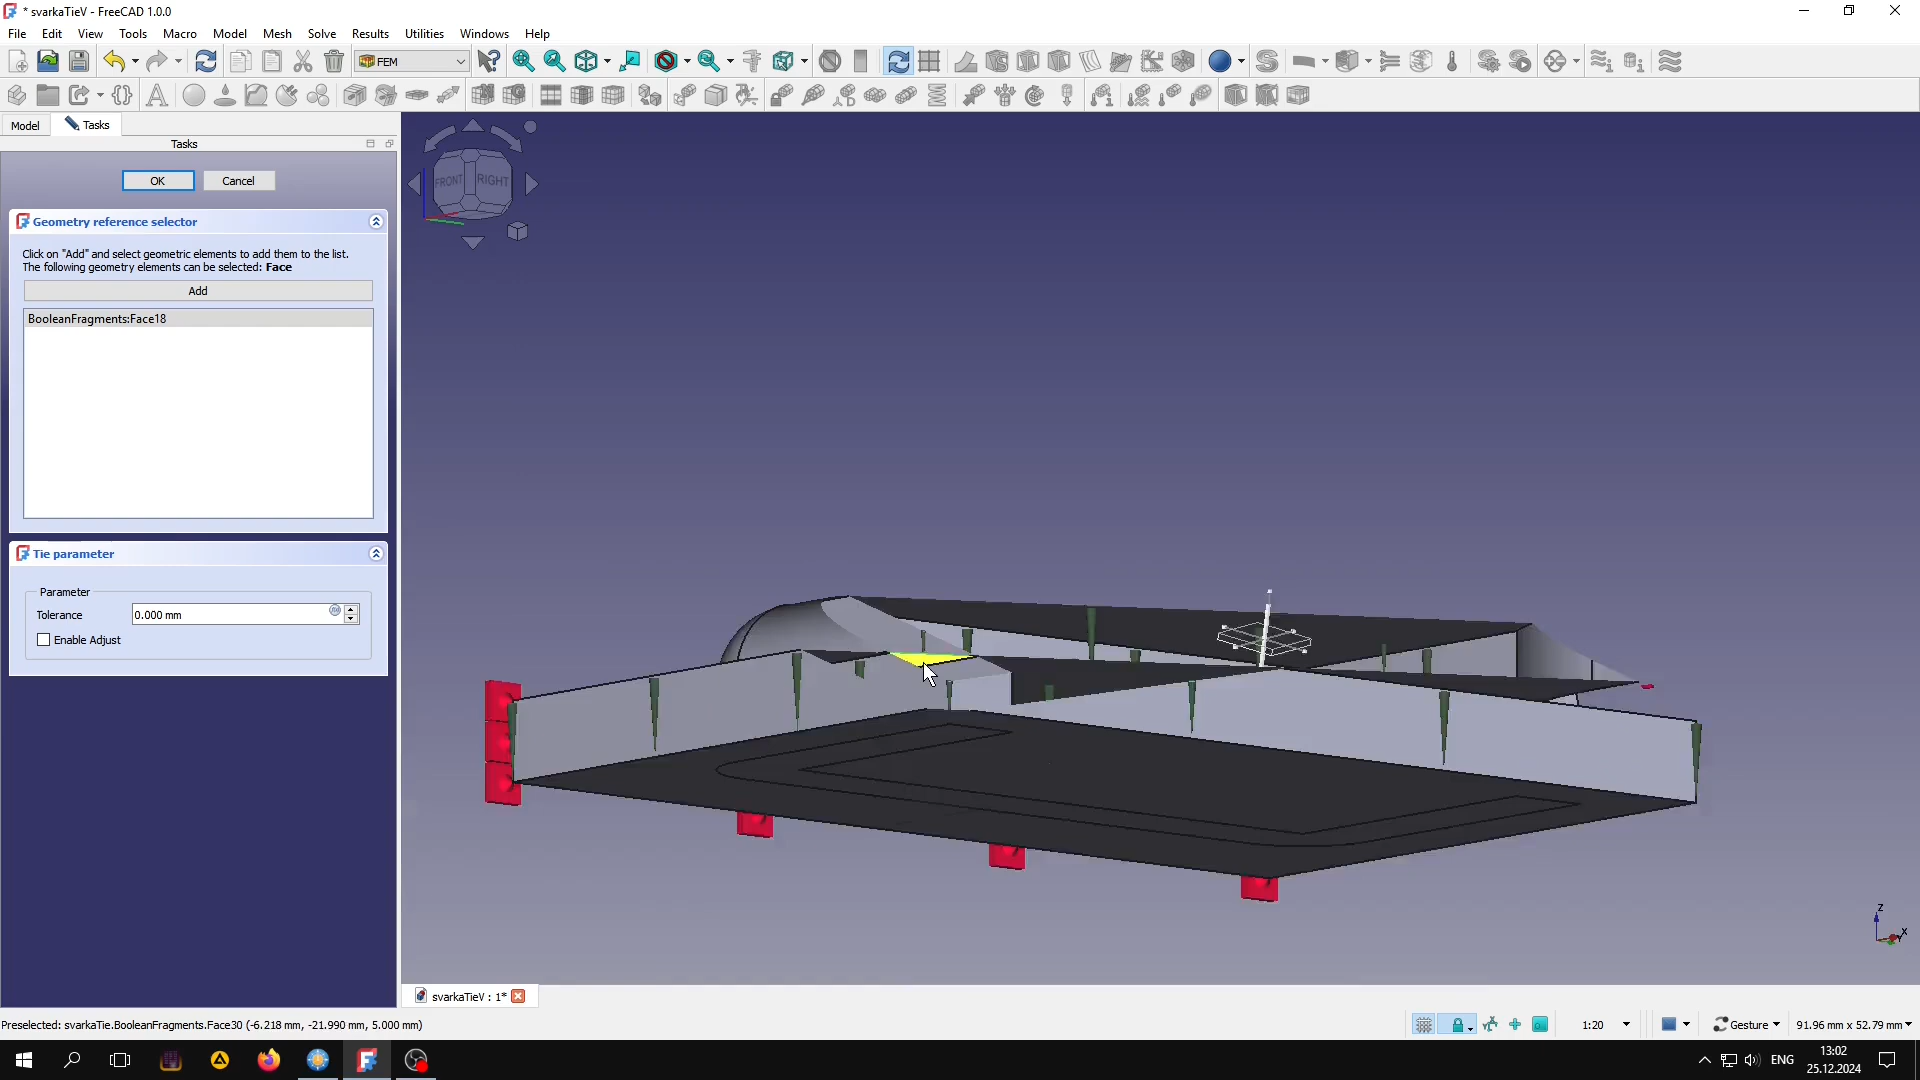 * svarkaTieV - FreeCAD 1.0.0
File Edit View Tools Macro Model Mesh Solve Results Utilities Windows Help
FEM
Model Tasks
Tasks
OK Cancel
FRONT RIGHT
Geometry reference selector
Click on "Add" and select geometric elements to add them to the list.
The following geometry elements can be selected: Face
Add
BooleanFragments:Face18
Tie parameter
Parameter
Tolerance 0.000 mm
Enable Adjust
Z
Y
svarkaTieV : 1*
Preselected: svarkaTie.BooleanFragments.Face30 (-6.218 mm, -21.990 mm, 5.000 mm)
1:20 Gesture 91.96 mm x 52.79 mm
ENG
13:02
25.12.2024